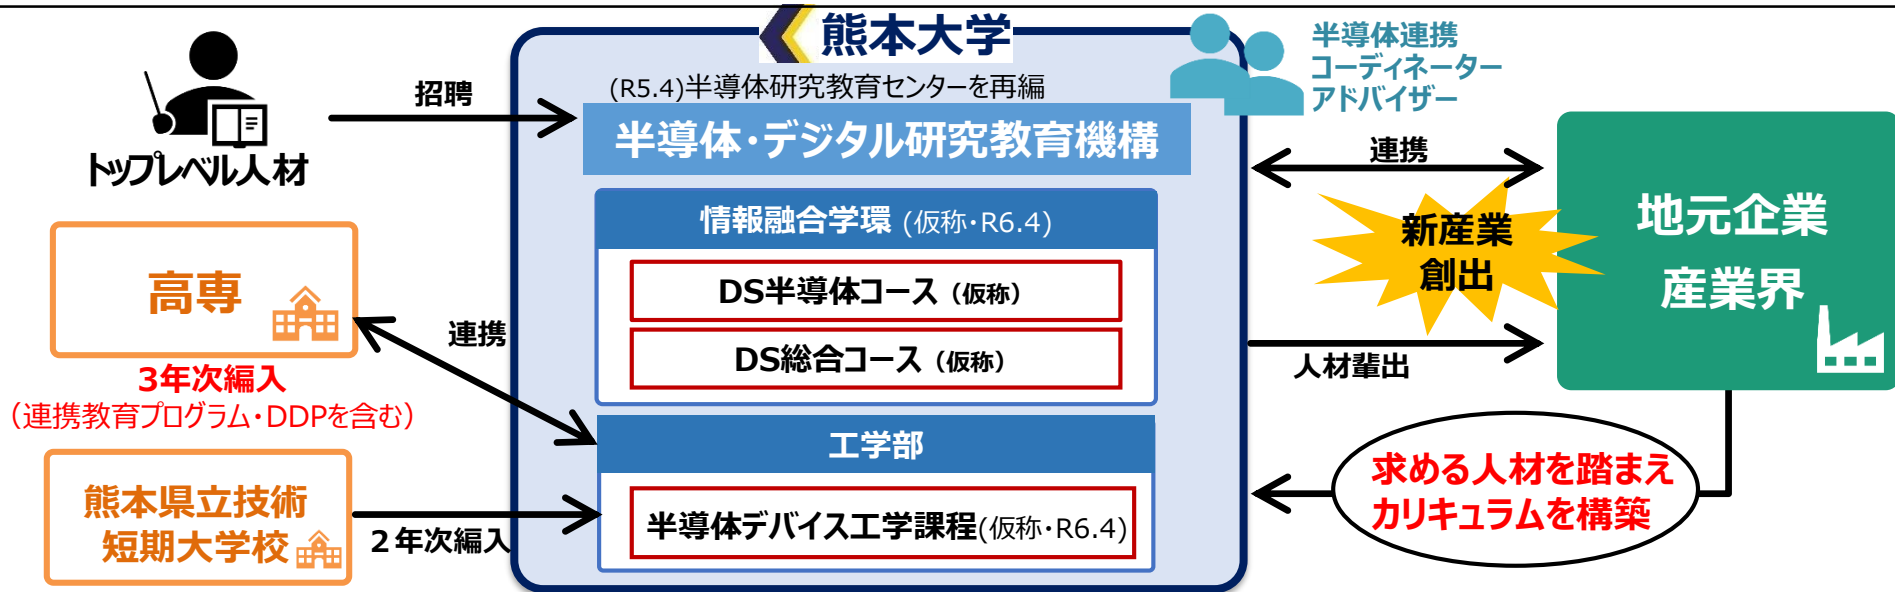 熊本大学
半導体連携
コーディネーター
アドバイザー
(R5.4)半導体研究教育センターを再編
招聘
半導体・デジタル研究教育機構
トップレベル人材
連携
情報融合学環 (仮称・R6.4)
新産業
創出
地元企業
産業界
高専
DS半導体コース（仮称）
連携
DS総合コース（仮称）
人材輩出
3年次編入
（連携教育プログラム・DDPを含む）
工学部
求める人材を踏まえ
カリキュラムを構築
熊本県立技術
短期大学校
２年次編入
半導体デバイス工学課程(仮称・R6.4)